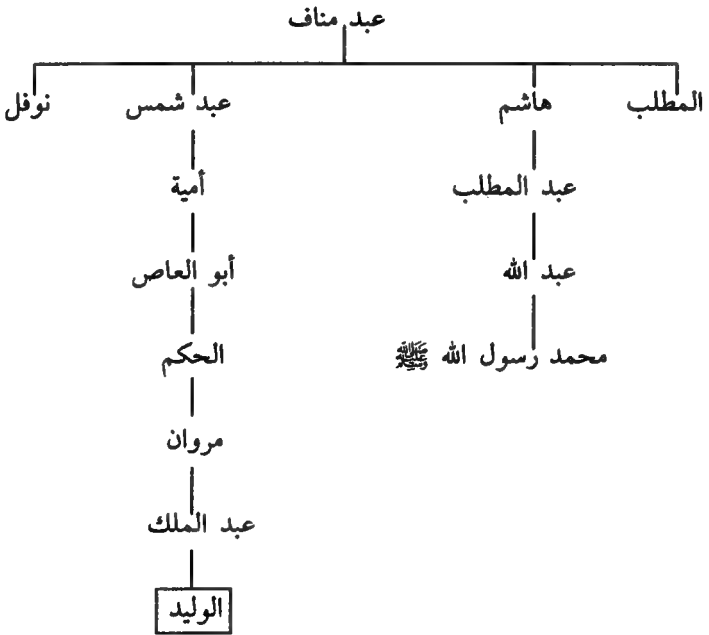 عبد مناف
المطلب هاشم عبد شمس نوفل
عبد المطلب أمية
عبد الله أبو العاص
محمد رسول الله ﷺ الحكم
مروان
عبد الملك
الوليد